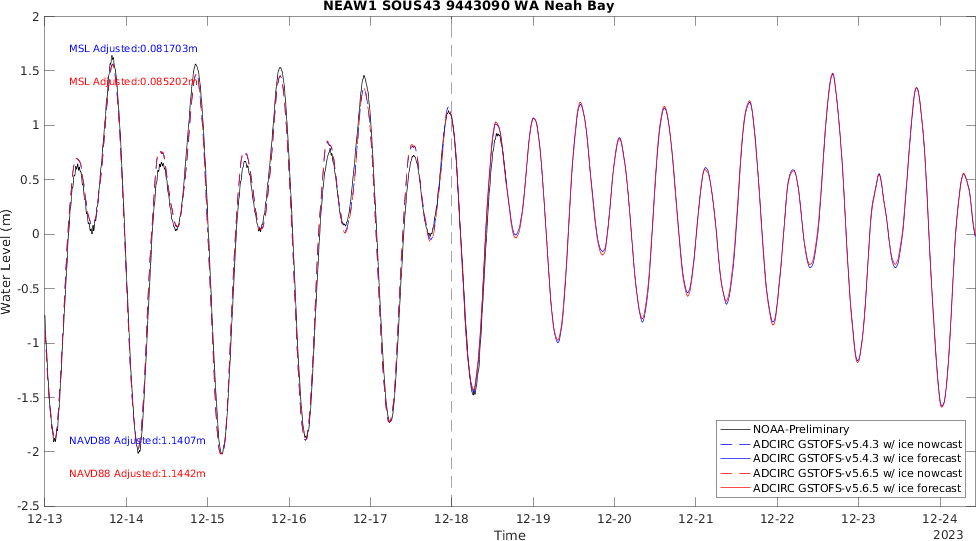 NEAW1 SOUS43 9443090 WA Neah Bay
2
1.5
1
0.5
0
-0.5
-1
-1.5
-2
-2.5
Water Level (m)
MSL Adjusted:0.081703m
MSL Adjusted:0.085202m
NAVD88 Adjusted:1.1407m
NAVD88 Adjusted:1.1442m
NOAA-Preliminary
ADCIRC GSTOFS-v5.4.3 w/ ice nowcast
ADCIRC GSTOFS-v5.4.3 w/ ice forecast
ADCIRC GSTOFS-v5.6.5 w/ ice nowcast
ADCIRC GSTOFS-v5.6.5 w/ ice forecast
12-13 12-14 12-15 12-16 12-17 12-18 12-19 12-20 12-21 12-22 12-23 12-24
Time
2023